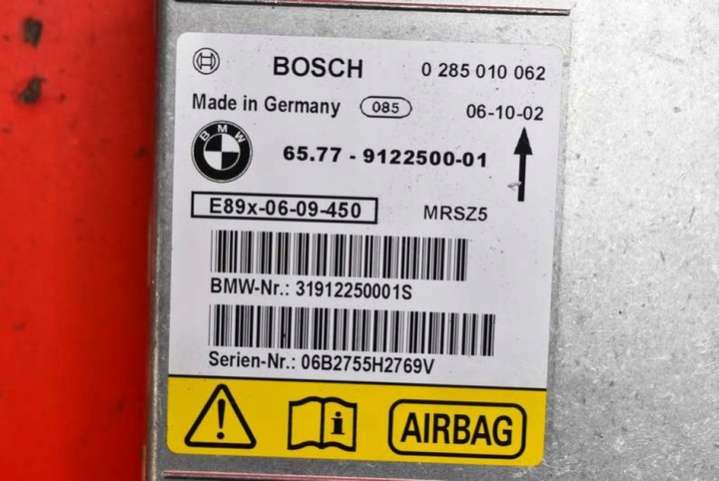 BOSCH 0 285 010 062
Made in Germany 085 06-10-02
BMW 65.77 - 9122500-01
E89x-06-09-450 MRSZ5
BMW-Nr.: 31912250001S
Serien-Nr.: 06B2755H2769V
i AIRBAG